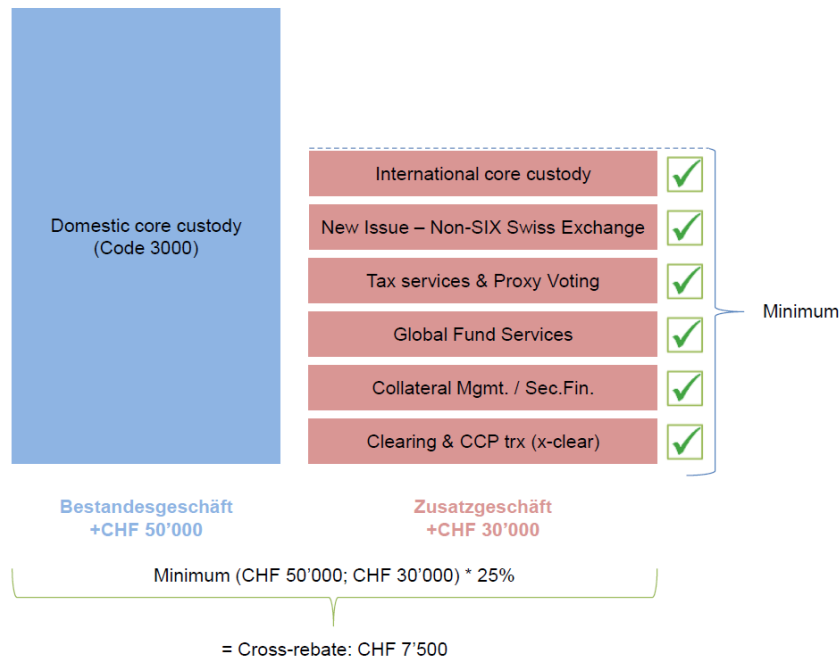 Domestic core custody
(Code 3000)
International core custody
New Issue – Non-SIX Swiss Exchange
Tax services & Proxy Voting
Global Fund Services
Collateral Mgmt. / Sec.Fin.
Clearing & CCP trx (x-clear)
Minimum
Bestandesgeschäft
+CHF 50’000
Zusatzgeschäft
+CHF 30’000
Minimum (CHF 50’000; CHF 30’000) * 25%
= Cross-rebate: CHF 7’500